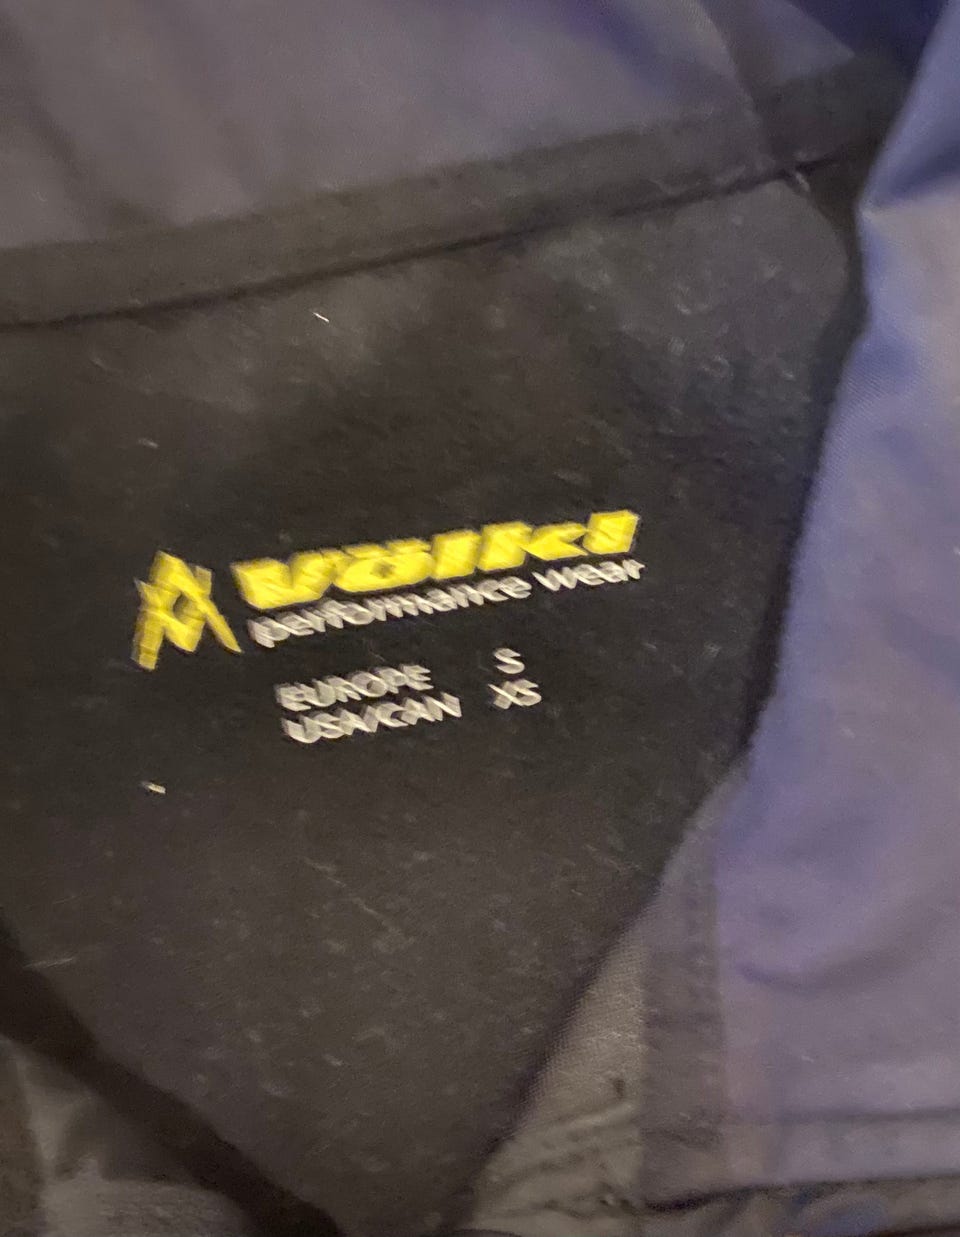 völkl
performance wear
EUROPE S
USA/CAN XS